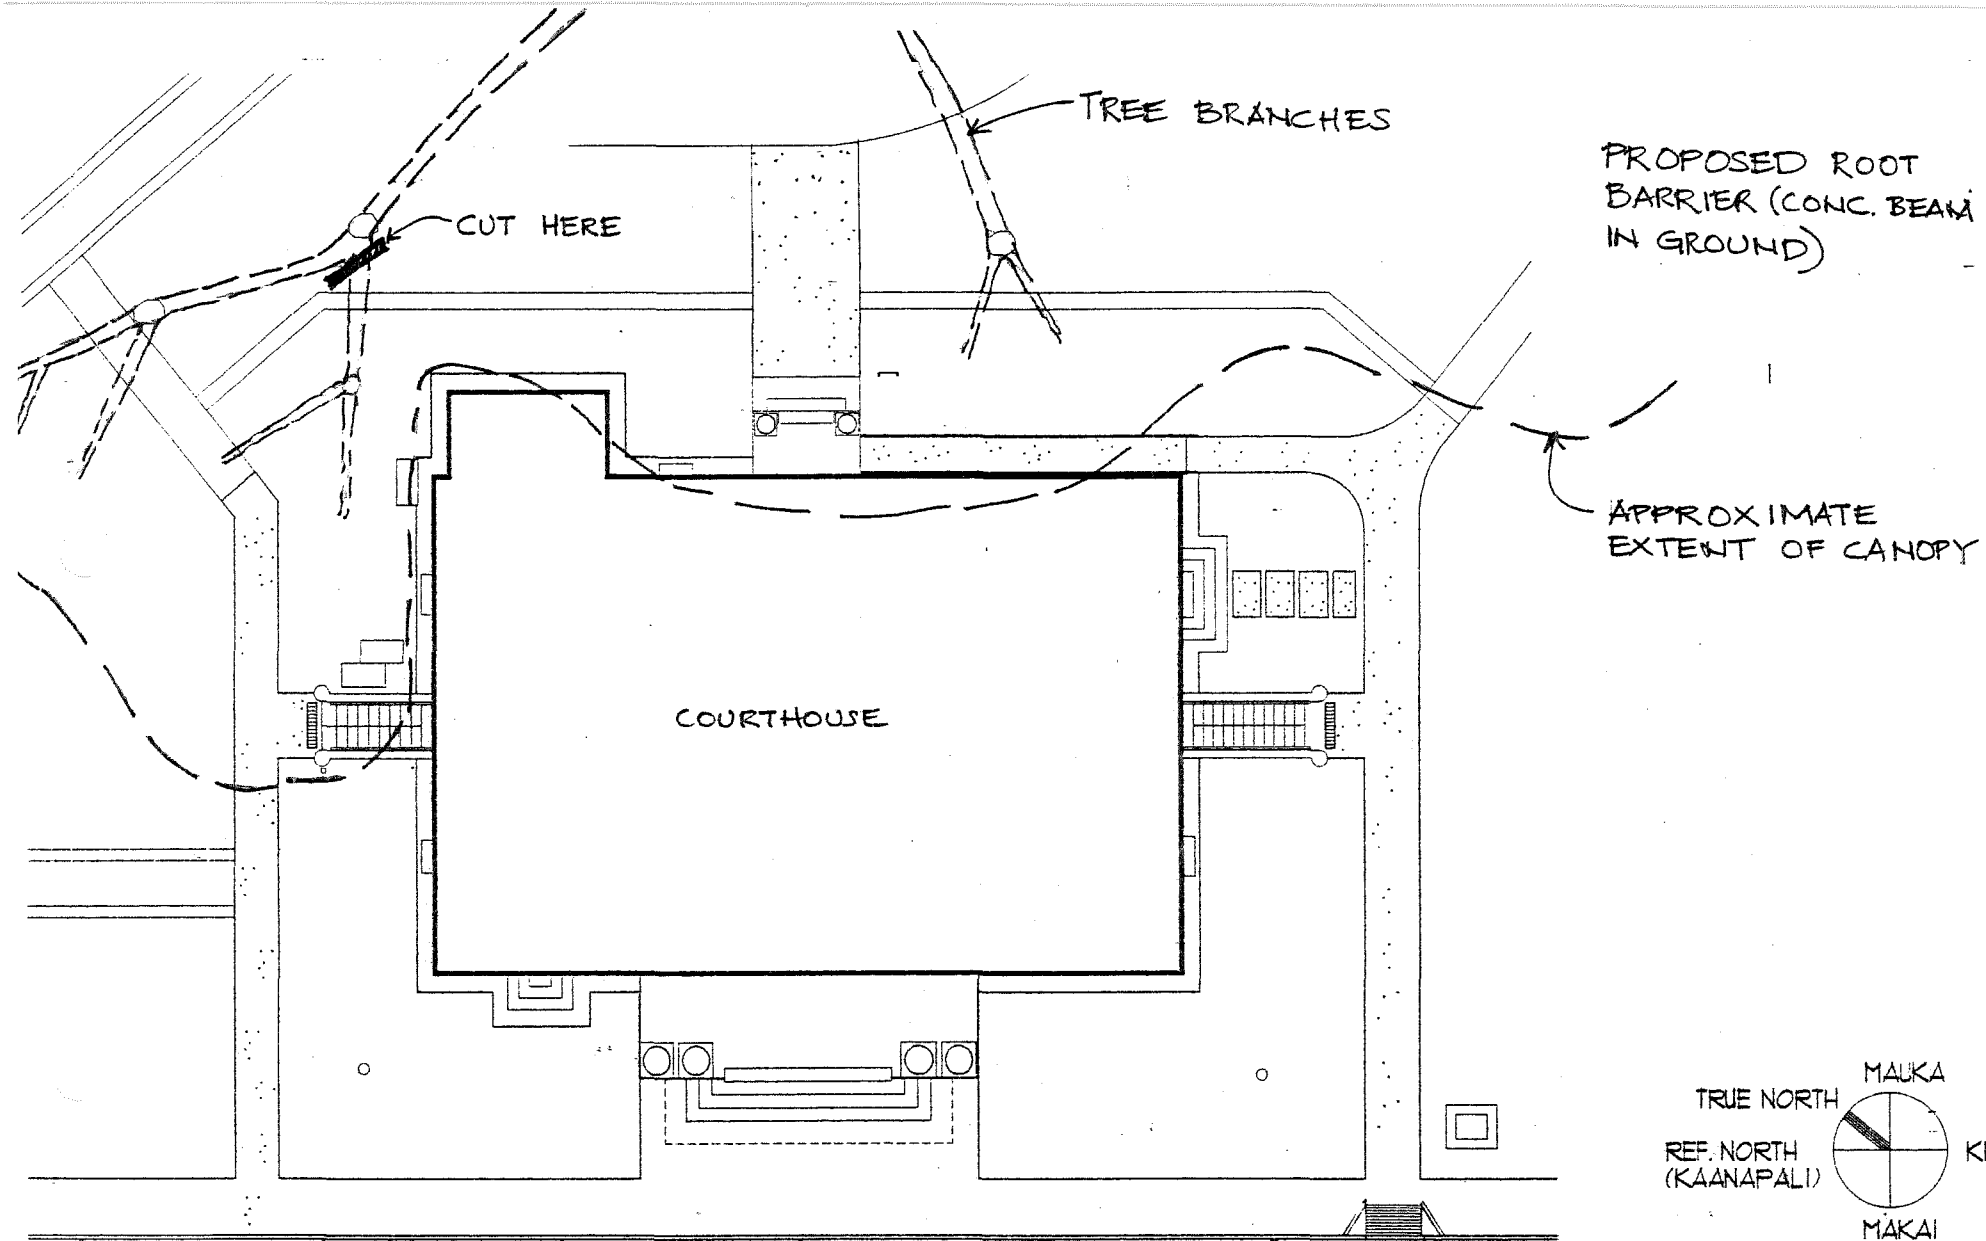 TREE BRANCHES
PROPOSED ROOT
BARRIER (CONC. BEAM
IN GROUND)
CUT HERE
APPROXIMATE
EXTENT OF CANOPY
COURTHOUSE
MAUKA
TRUE NORTH
REF. NORTH
(KAANAPALI)
MAKAI